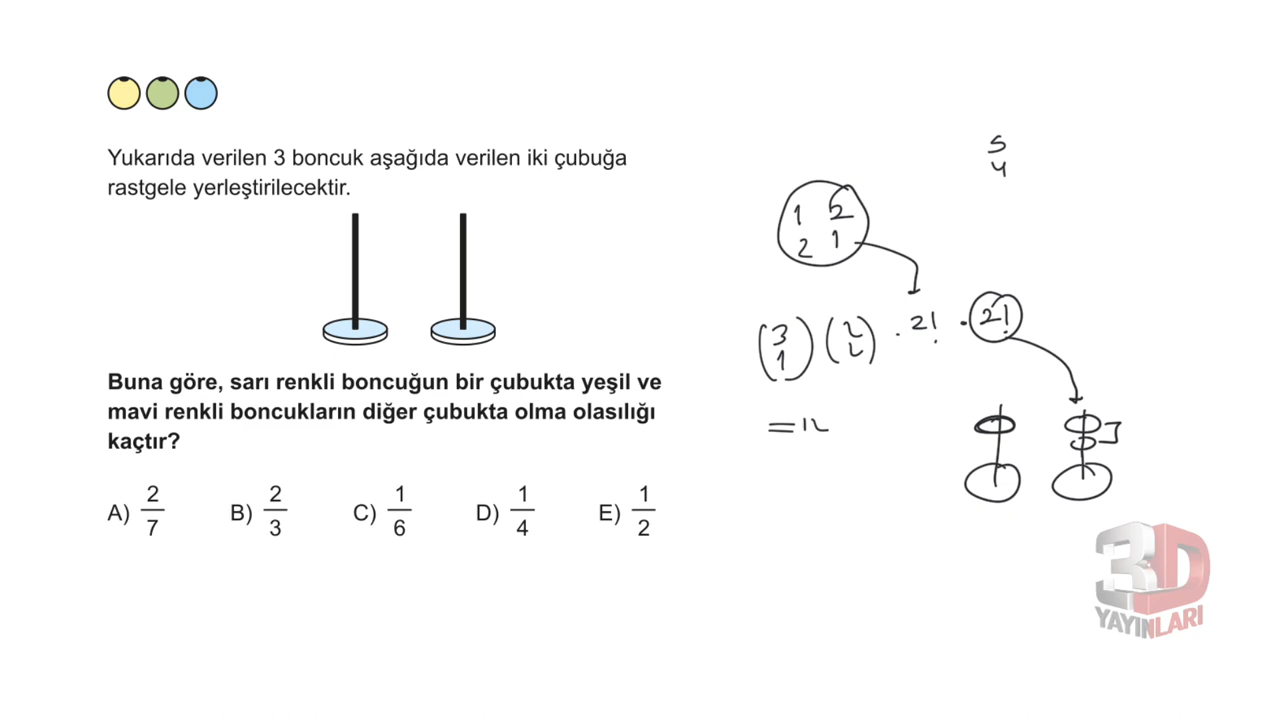 Yukarıda verilen 3 boncuk aşağıda verilen iki çubuğa
rastgele yerleştirilecektir.
Buna göre, sarı renkli boncuğun bir çubukta yeşil ve
mavi renkli boncukların diğer çubukta olma olasılığı
kaçtır?
A) 2/7 B) 2/3 C) 1/6 D) 1/4 E) 1/2
S
Y
1 2
2 1
(3 1) (2 2) . 2! . 2!
= 12
3D
YAYINLARI